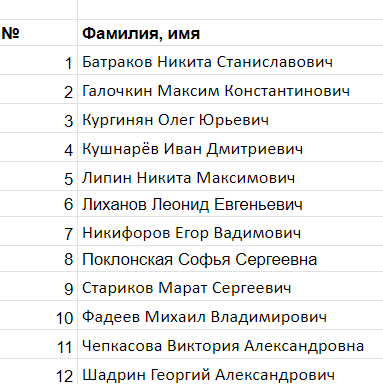 № Фамилия, имя
1 Батраков Никита Станиславович
2 Галочкин Максим Константинович
3 Кургинян Олег Юрьевич
4 Кушнарёв Иван Дмитриевич
5 Липин Никита Максимович
6 Лиханов Леонид Евгеньевич
7 Никифоров Егор Вадимович
8 Поклонская Софья Сергеевна
9 Стариков Марат Сергеевич
10 Фадеев Михаил Владимирович
11 Чепкасова Виктория Александровна
12 Шадрин Георгий Александрович